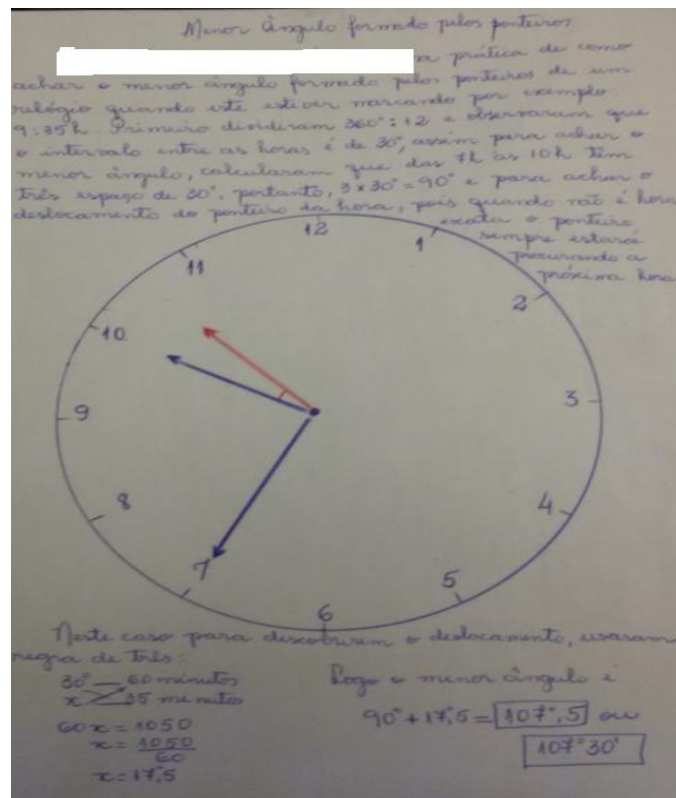 Menor ângulo formado pelos ponteiros
prática de como
achar o menor ângulo formado pelos ponteiros de um
relógio quando este estiver marcando por exemplo
9:35h. Primeiro dividiram 360°:12 e observaram que
o intervalo entre as horas é de 30°, assim para achar o
menor ângulo, calcularam que das 7h às 10h têm
três espaço de 30°, portanto, 3x30°=90° e para achar o
deslocamento do ponteiro da hora, pois quando não é hora
exata o ponteiro
sempre estará
procurando a
próxima hora
12
1
2
3
4
5
6
7
8
9
10
11
Neste caso para descobrirem o deslocamento, usaram
regra de três:
30° — 60 minutos
x 35 minutos
60x = 1050
x = 1050
60
x = 17°,5
Logo o menor ângulo é
90° + 17°,5 = 107°,5 ou
107°30'